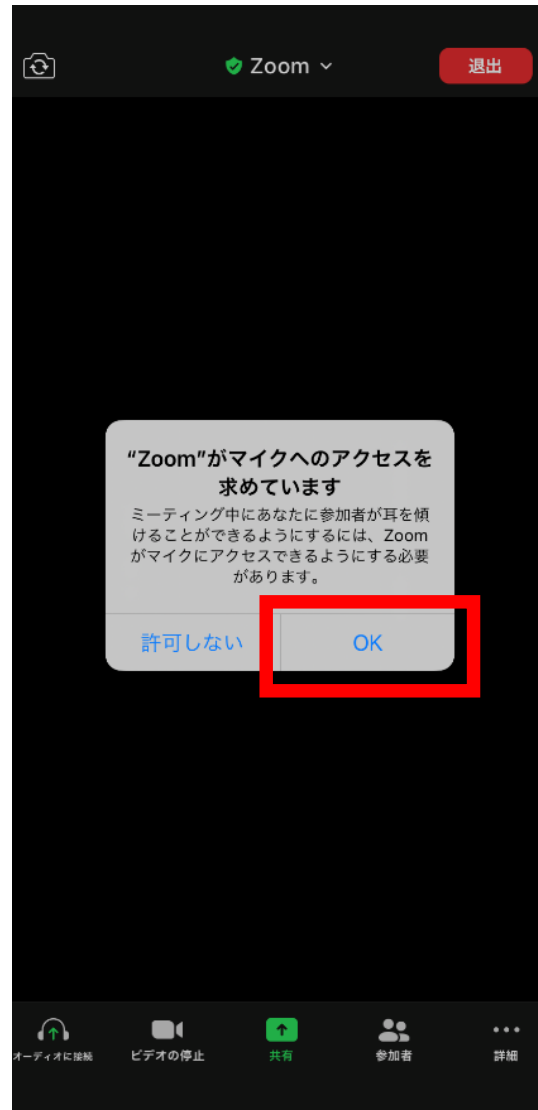 Zoom
退出
“Zoom”がマイクへのアクセスを
求めています
ミーティング中にあなたに参加者が耳を傾
けることができるようにするには、Zoom
がマイクにアクセスできるようにする必要
があります。
許可しない
OK
オーディオに接続
ビデオの停止
共有
参加者
詳細